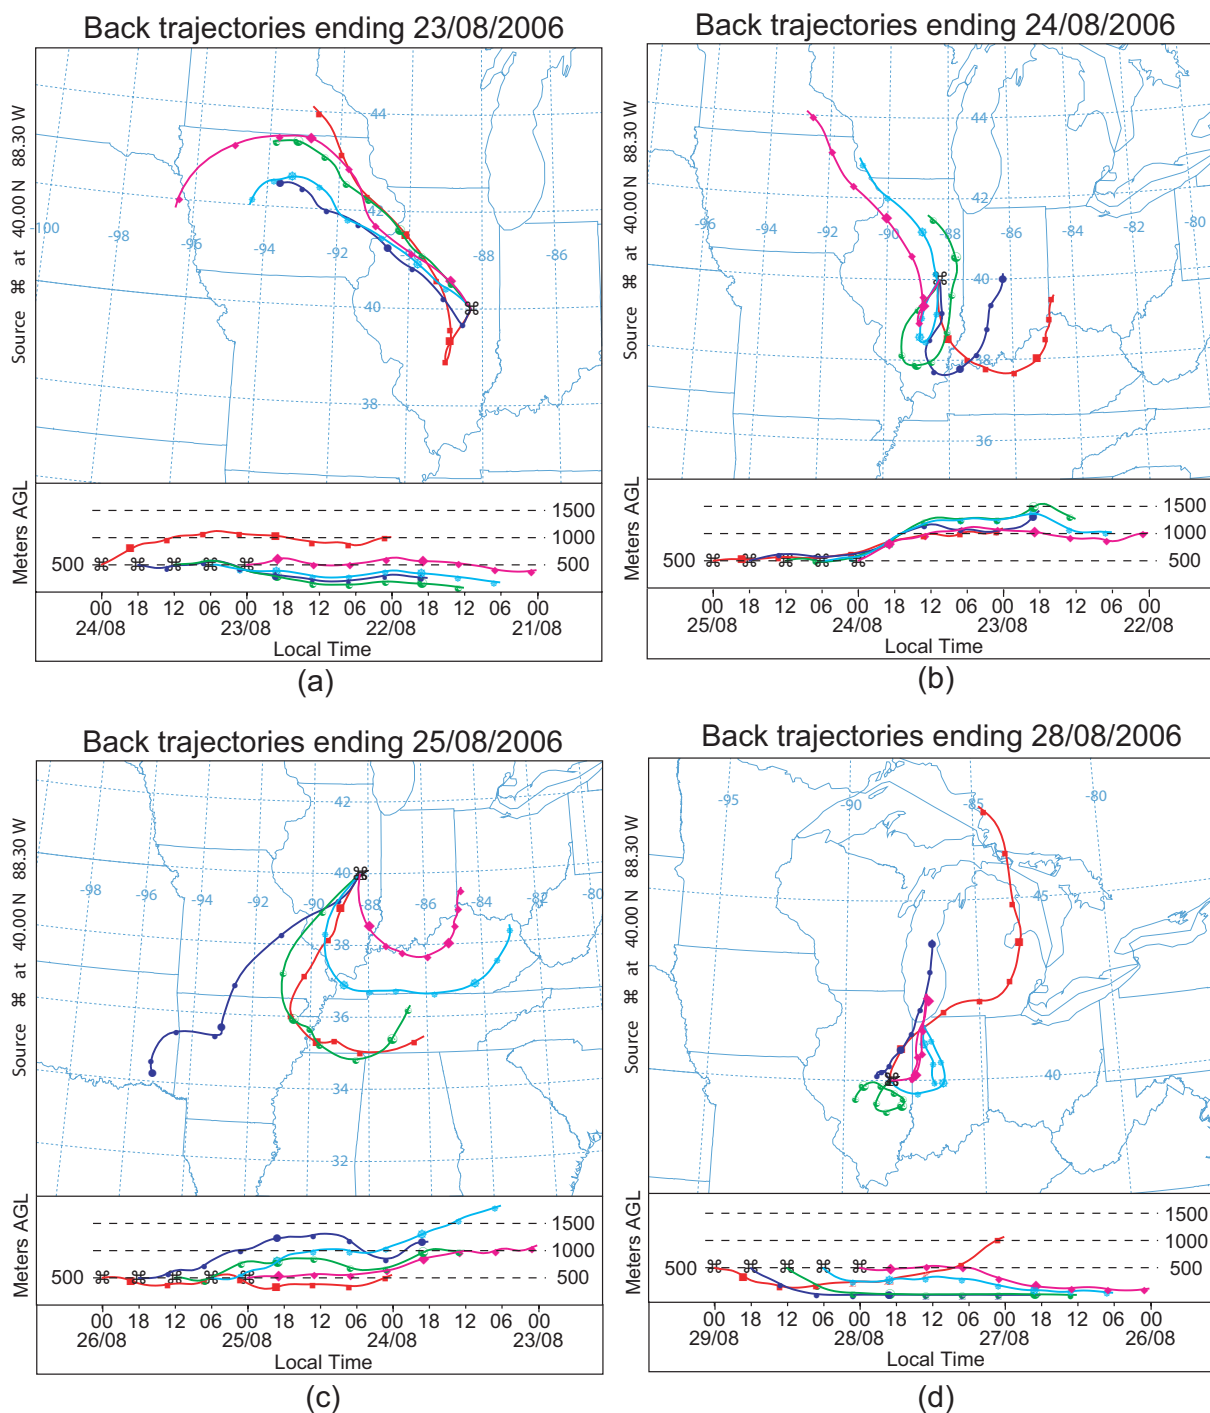 Back trajectories ending 23/08/2006
Source ⌘ at 40.00 N 88.30 W
44
42
40
38
-100
-98
-96
-94
-92
-90
-88
-86
Meters AGL
1500
1000
500
500
00 18 12 06 00 18 12 06 00 18 12 06 00
24/08 23/08 22/08 21/08
Local Time
(a)
Back trajectories ending 24/08/2006
Source ⌘ at 40.00 N 88.30 W
44
42
40
38
36
-94
-92
-90
-88
-86
-84
-82
-80
Meters AGL
1500
1000
500
500
00 18 12 06 00 18 12 06 00 18 12 06 00
25/08 24/08 23/08 22/08
Local Time
(b)
Back trajectories ending 25/08/2006
Source ⌘ at 40.00 N 88.30 W
42
40
38
36
34
32
-98
-96
-94
-92
-90
-88
-86
-84
-82
-80
Meters AGL
1500
1000
500
500
00 18 12 06 00 18 12 06 00 18 12 06 00
26/08 25/08 24/08 23/08
Local Time
(c)
Back trajectories ending 28/08/2006
Source ⌘ at 40.00 N 88.30 W
-95
-90
-85
-80
45
40
Meters AGL
1500
1000
500
500
00 18 12 06 00 18 12 06 00 18 12 06 00
29/08 28/08 27/08 26/08
Local Time
(d)